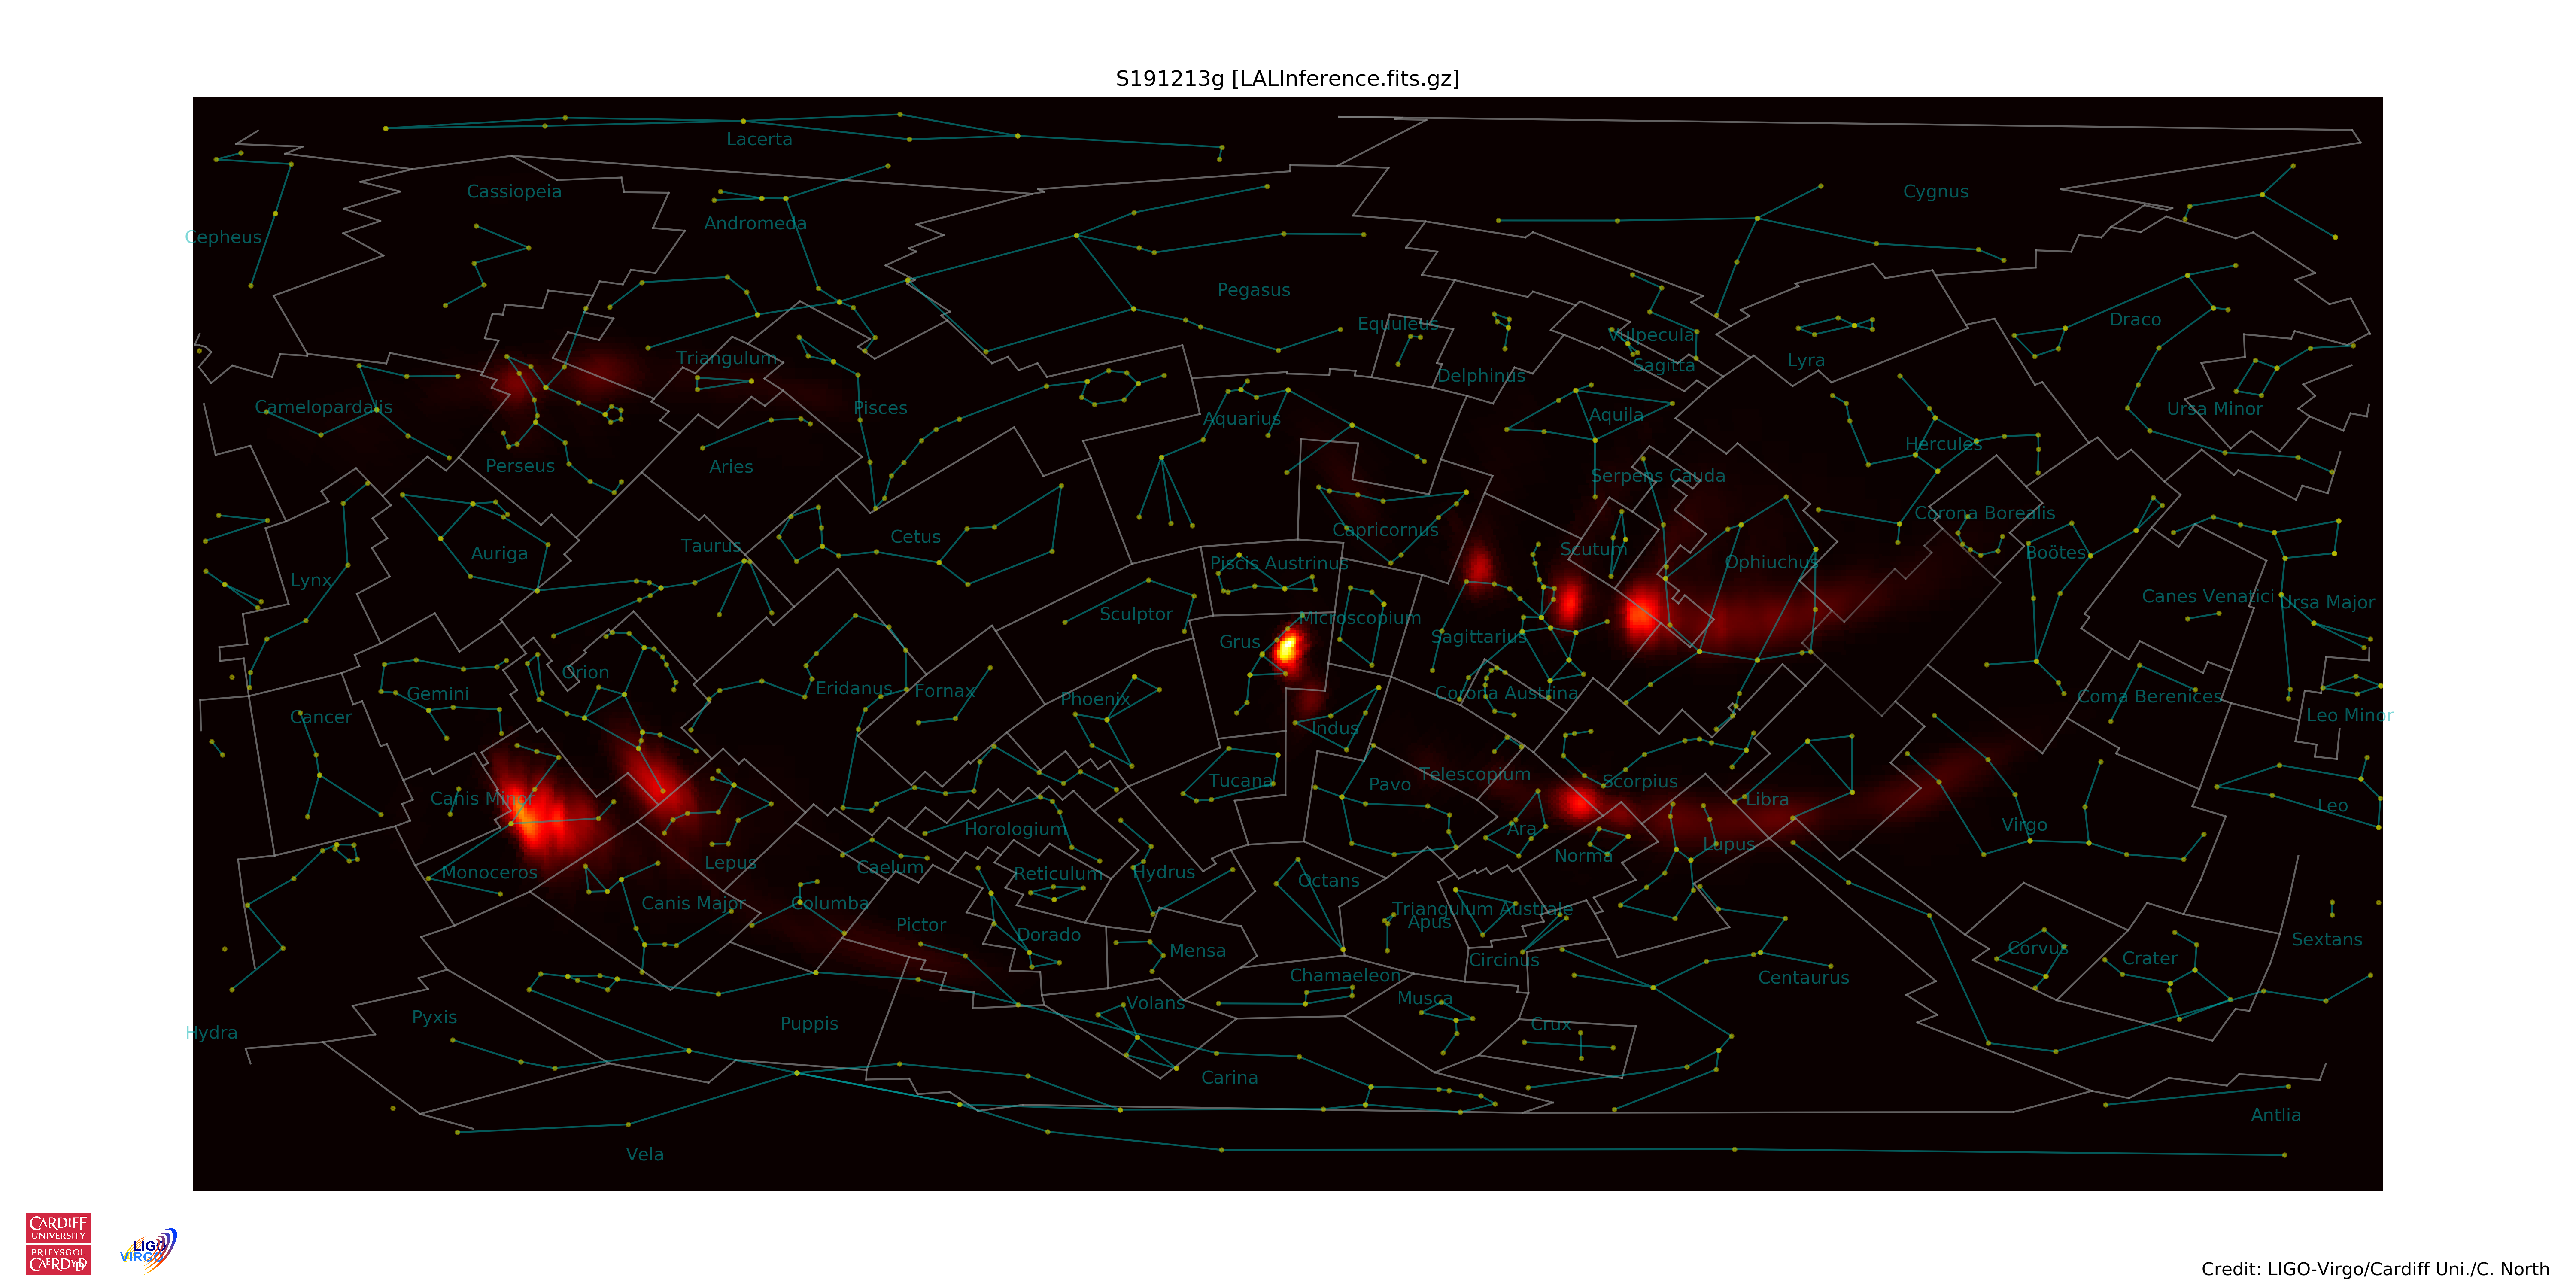 S191213g [LALInference.fits.gz]
Lacerta
Cassiopeia
Cygnus
Andromeda
Cepheus
Pegasus
Draco
Equuleus
Vulpecula
Triangulum
Lyra
Sagitta
Delphinus
Camelopardalis
Pisces
Ursa Minor
Aquarius
Aquila
Hercules
Perseus
Aries
Serpens Cauda
Corona Borealis
Capricornus
Cetus
Taurus
Auriga
Scutum
Boötes
Piscis Austrinus
Ophiuchus
Lynx
Canes Venatici
Ursa Major
Sculptor
Microscopium
Grus
Sagittarius
Orion
Eridanus
Fornax
Gemini
Corona Austrina
Coma Berenices
Phoenix
Cancer
Leo Minor
Indus
Telescopium
Tucana
Pavo
Scorpius
Canis Minor
Libra
Leo
Horologium
Ara
Virgo
Lupus
Norma
Lepus
Caelum
Monoceros
Reticulum
Hydrus
Octans
Canis Major
Columba
Triangulum Australe
Apus
Pictor
Dorado
Sextans
Mensa
Corvus
Circinus
Crater
Chamaeleon
Centaurus
Musca
Volans
Pyxis
Puppis
Crux
Hydra
Carina
Antlia
Vela
CARDIFF
UNIVERSITY
PRIFYSGOL
CAERDYDD
LIGO
VIRGO
Credit: LIGO-Virgo/Cardiff Uni./C. North